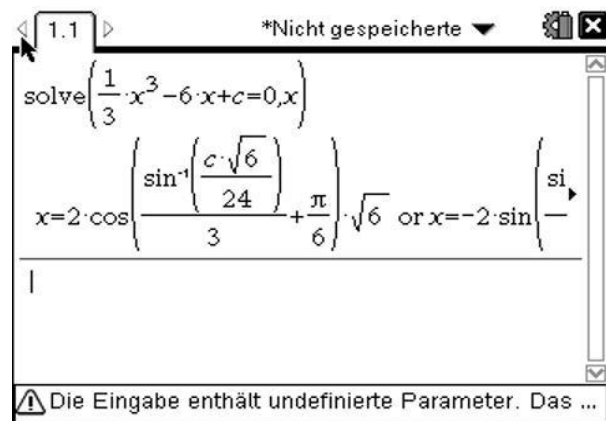 1.1 *Nicht gespeicherte
solve(1/3·x³−6·x+c=0,x)
x=2·cos(sin⁻¹(c·√6/24)/3+π/6)·√6 or x=−2·sin(si
Die Eingabe enthält undefinierte Parameter. Das ...